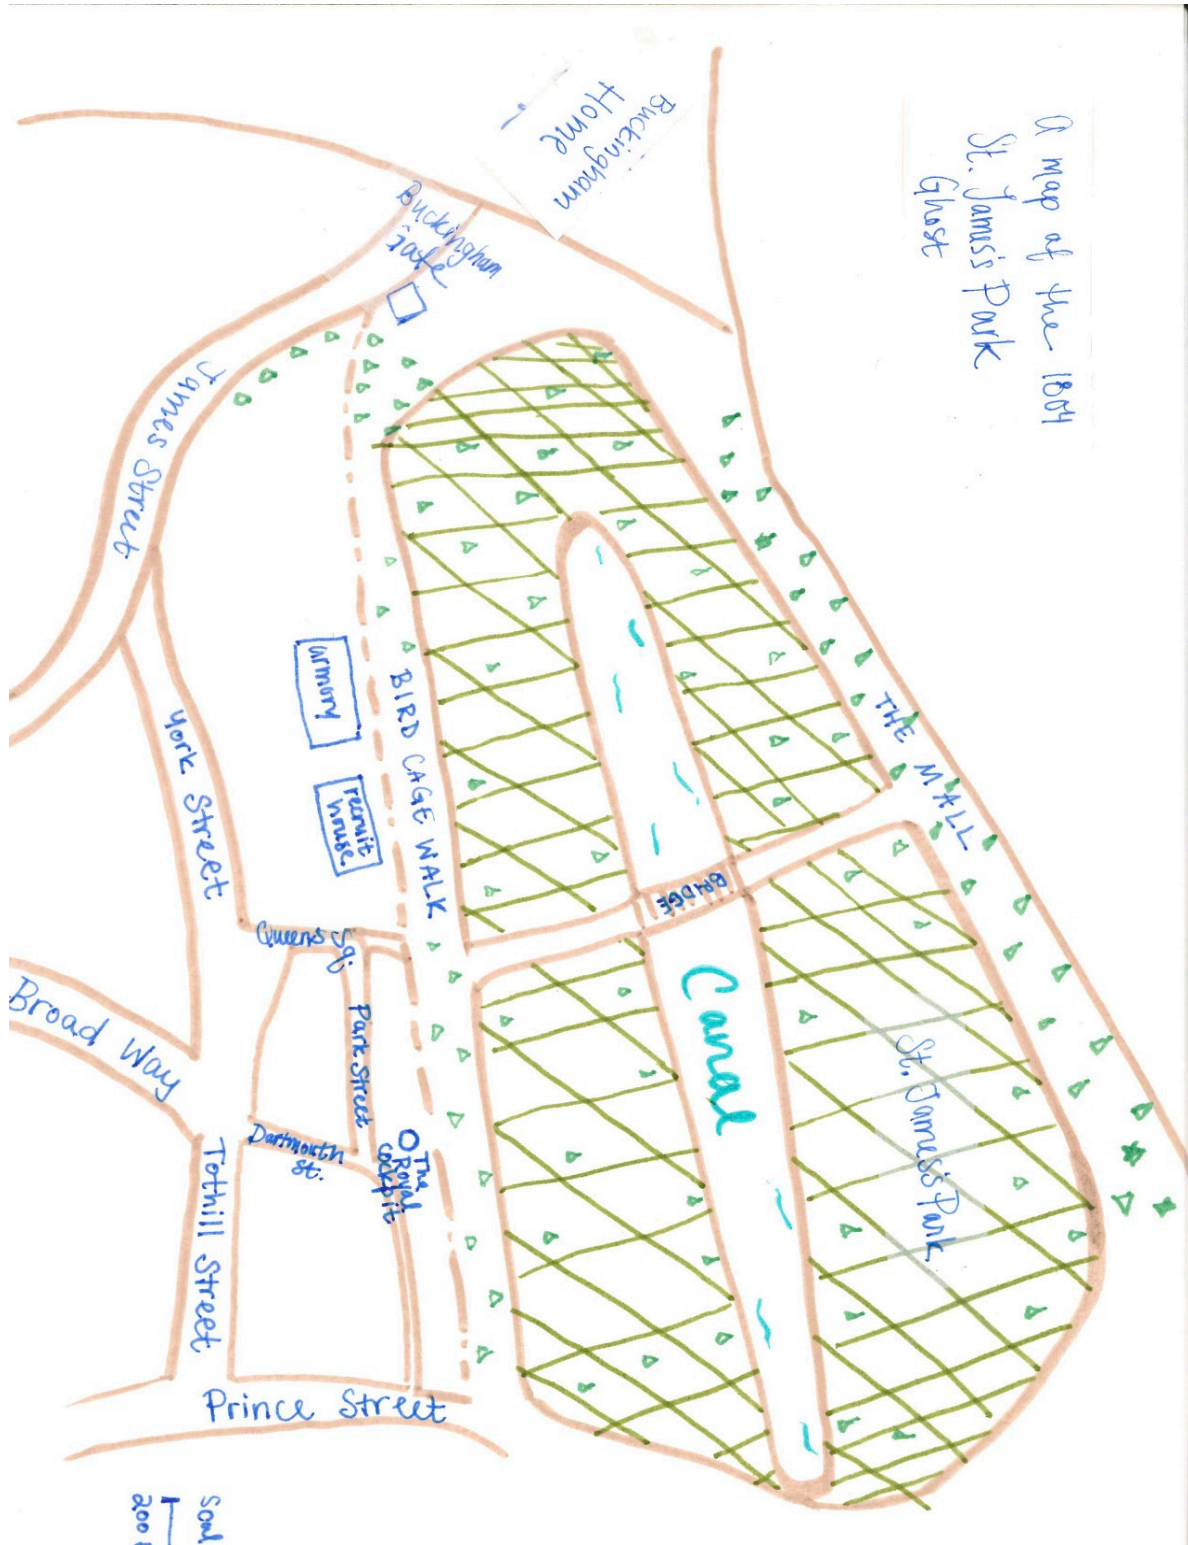 a map of the 1804
St. James's Park
Ghost
Buckingham
Home
Buckingham
James Street
THE MALL
armory
BIRD CAGE WALK
recruit
house
York Street
BRIDGE
Queen's Sq.
Canal
St. James's Park
Park Street
Broad Way
Dartmouth
St.
The
Royal
Cockpit
Tothill Street
Prince Street
200